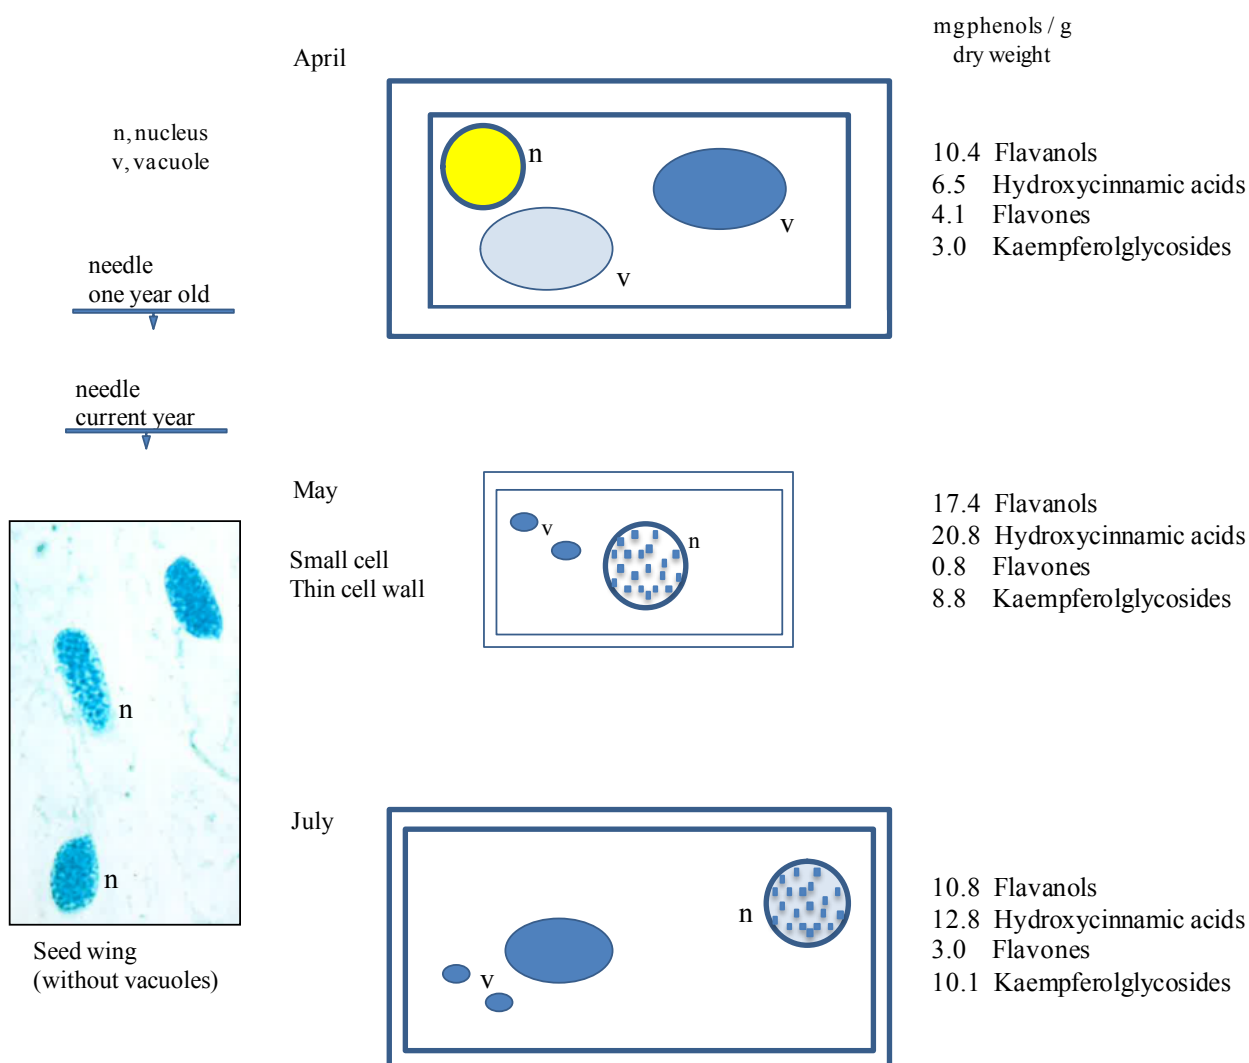 mgphenols / g
dry weight
April
n, nucleus
v, vacuole
n
v
v
10.4 Flavanols
6.5 Hydroxycinnamic acids
4.1 Flavones
3.0 Kaempferolglycosides
needle
one year old
needle
current year
May
Small cell
Thin cell wall
v
n
17.4 Flavanols
20.8 Hydroxycinnamic acids
0.8 Flavones
8.8 Kaempferolglycosides
n
n
Seed wing
(without vacuoles)
July
n
v
10.8 Flavanols
12.8 Hydroxycinnamic acids
3.0 Flavones
10.1 Kaempferolglycosides